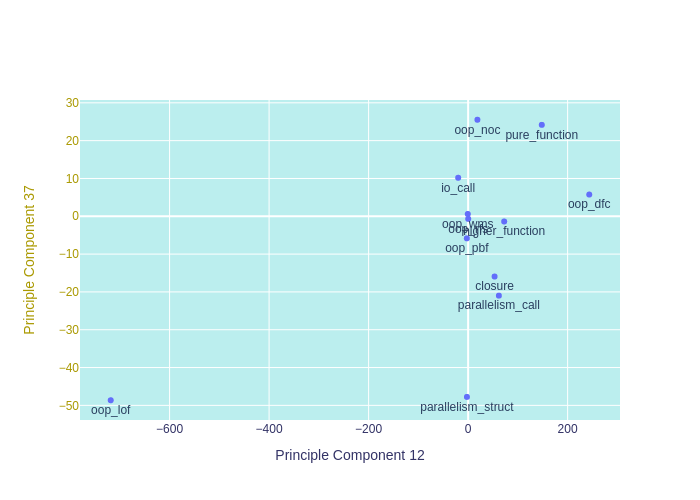 30
20
10
0
−10
−20
−30
−40
−50
Principle Component 37
oop_noc
pure_function
io_call
oop_dfc
oop_wms
higher_function
oop_pbf
closure
parallelism_call
parallelism_struct
oop_lof
−600
−400
−200
0
200
Principle Component 12